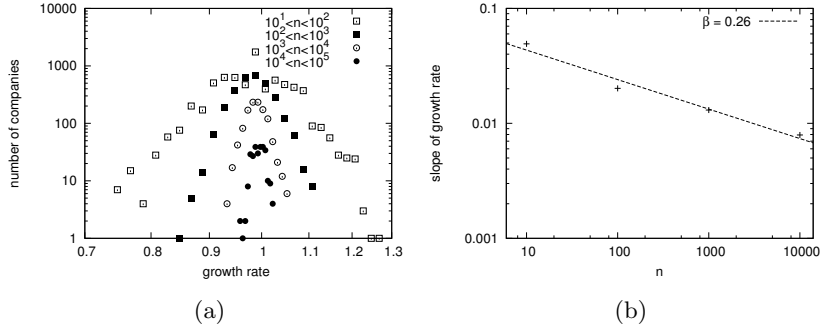 10000
1000
100
10
1
number of companies
0.7 0.8 0.9 1 1.1 1.2 1.3
growth rate
10^1<n<10^2
10^2<n<10^3
10^3<n<10^4
10^4<n<10^5
(a)
0.1
0.01
0.001
slope of growth rate
10 100 1000 10000
n
β = 0.26
(b)